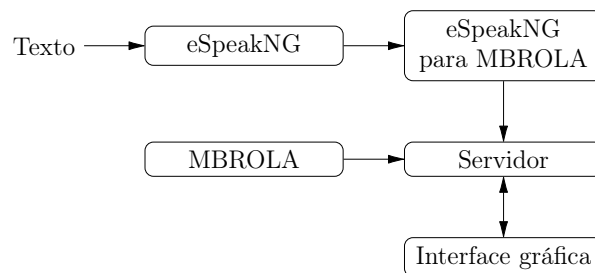 Texto
eSpeakNG
eSpeakNG
para MBROLA
MBROLA
Servidor
Interface gráfica